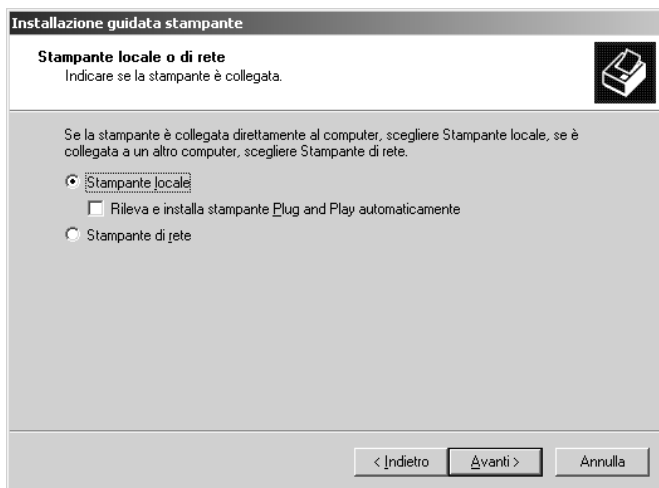 Installazione guidata stampante
Stampante locale o di rete
Indicare se la stampante è collegata.
Se la stampante è collegata direttamente al computer, scegliere Stampante locale, se è
collegata a un altro computer, scegliere Stampante di rete.
Stampante locale
Rileva e installa stampante Plug and Play automaticamente
Stampante di rete
< Indietro
Avanti >
Annulla